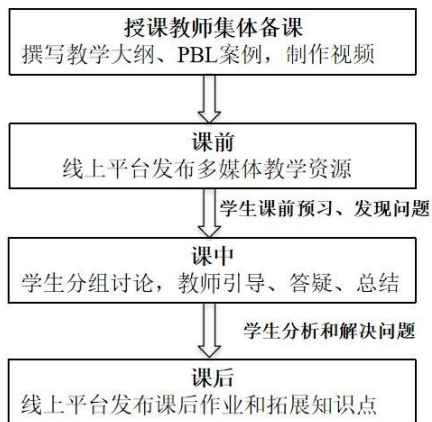 授课教师集体备课
撰写教学大纲、PBL案例，制作视频
课前
线上平台发布多媒体教学资源
学生课前预习、发现问题
课中
学生分组讨论，教师引导、答疑、总结
学生分析和解决问题
课后
线上平台发布课后作业和拓展知识点